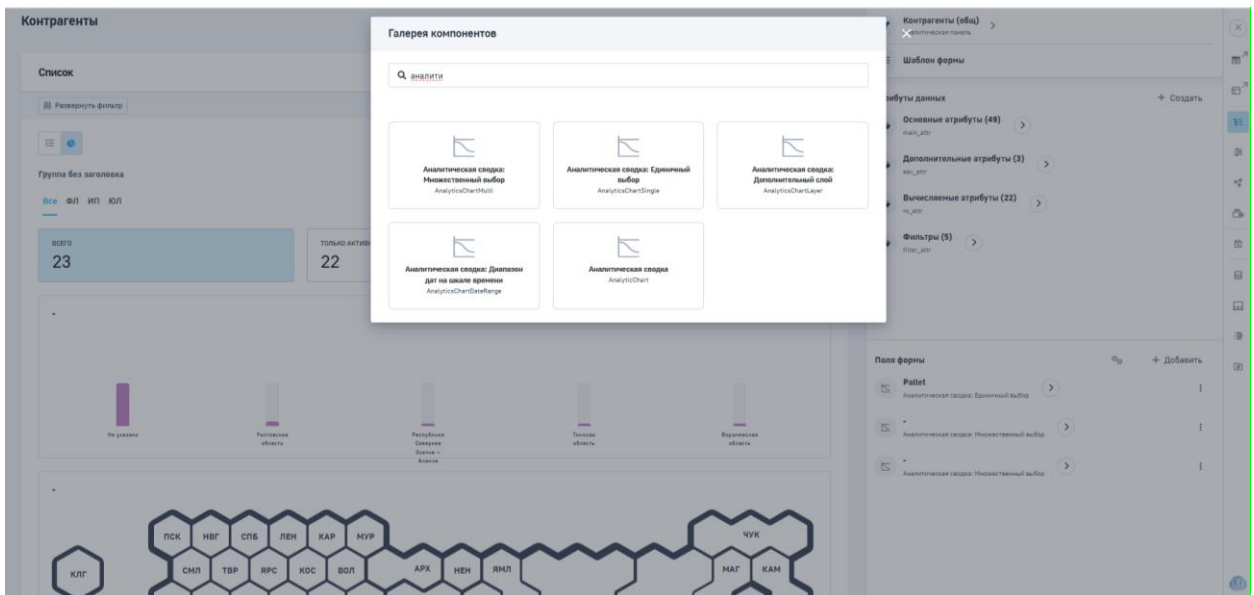 Контрагенты
Список
Развернуть фильтр
Группа без заголовка
Все ФЛ ИП ЮЛ
ВСЕГО
23
ТОЛЬКО АКТИВН
22
Не указана
Ростовская
область
Республика
Северная
Осетия —
Алания
Томская
область
Воронежская
область
ПСК НВГ СПБ ЛЕН КАР МУР
ЧУК
КЛГ
СМЛ ТВР ЯРС КОС ВОЛ
АРХ НЕН ЯМЛ
МАГ КАМ
Галерея компонентов
аналити
Аналитическая сводка:
Множественный выбор
AnalyticsChartMulti
Аналитическая сводка: Единичный
выбор
AnalyticsChartSingle
Аналитическая сводка:
Дополнительный слой
AnalyticsChartLayer
Аналитическая сводка: Диапазон
дат на шкале времени
AnalyticsChartDateRange
Аналитическая сводка
AnalyticChart
Контрагенты (общ)
налитическая панель
Шаблон формы
рибуты данных
+ Создать
Основные атрибуты (49)
main_attr
Дополнительные атрибуты (3)
Вычисляемые атрибуты (22)
Фильтры (5)
Поля формы
+ Добавить
Pallet
Аналитическая сводка: Единичный выбор
-
Аналитическая сводка: Множественный выбор
-
Аналитическая сводка: Множественный выбор